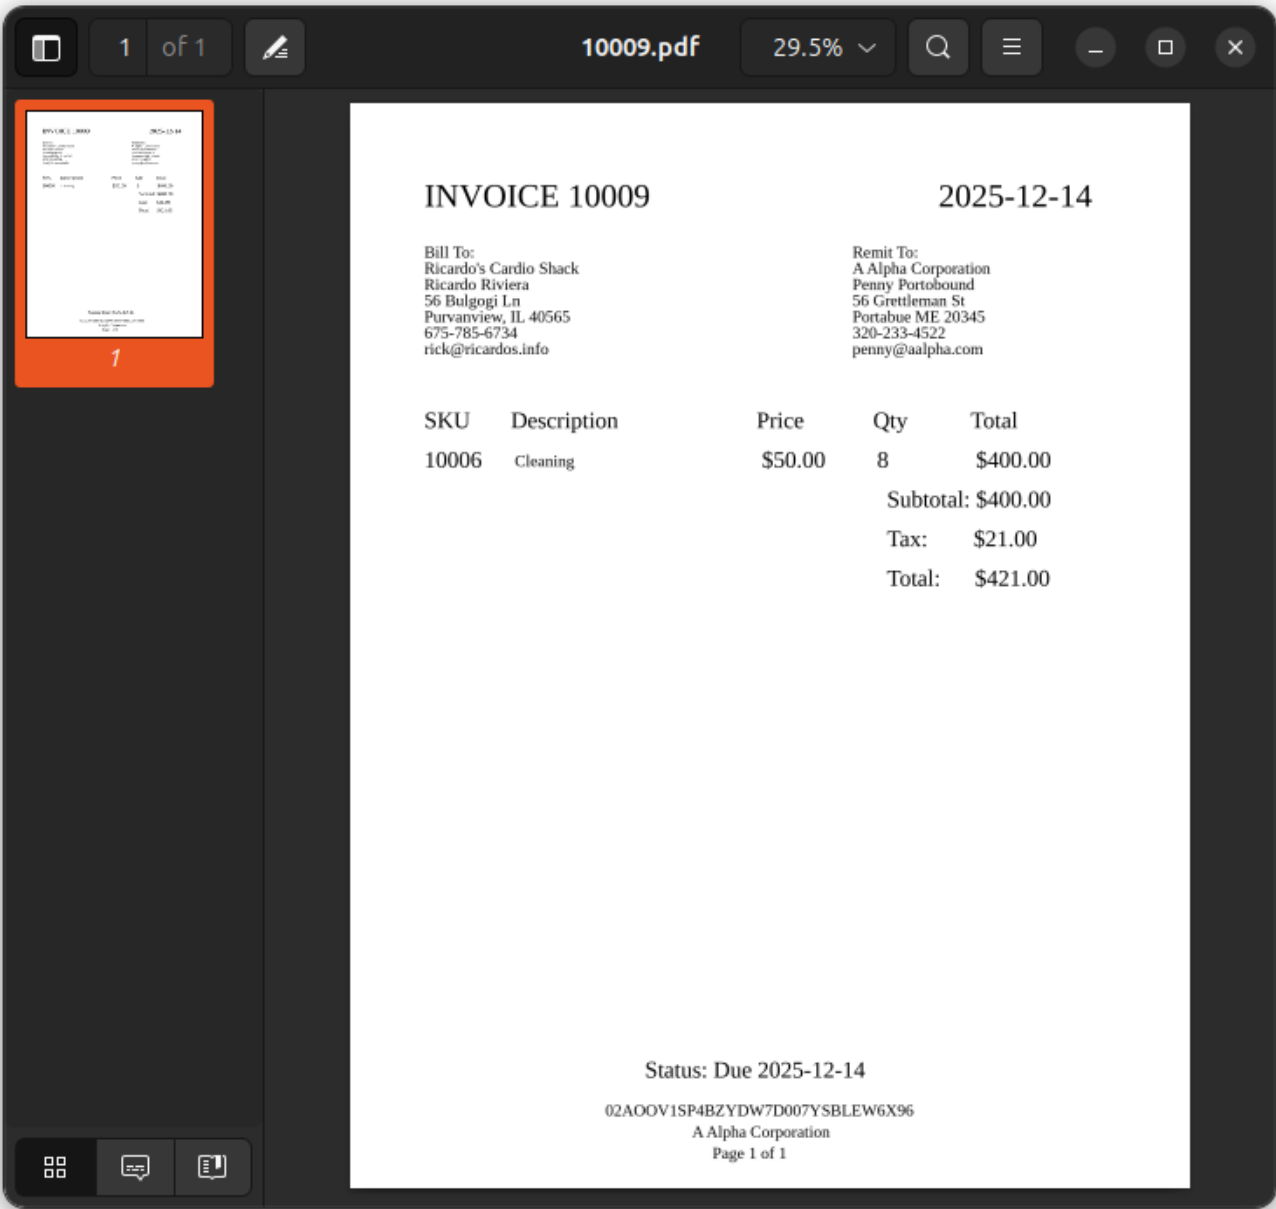 1 of 1
10009.pdf
29.5%
1
INVOICE 10009
2025-12-14
Bill To:
Ricardo's Cardio Shack
Ricardo Riviera
56 Bulgogi Ln
Purvanview, IL 40565
675-785-6734
rick@ricardos.info
Remit To:
A Alpha Corporation
Penny Portobound
56 Grettleman St
Portabue ME 20345
320-233-4522
penny@aalpha.com
SKU Description Price Qty Total
10006 Cleaning $50.00 8 $400.00
Subtotal: $400.00
Tax: $21.00
Total: $421.00
Status: Due 2025-12-14
02AOOV1SP4BZYDW7D007YSBLEW6X96
A Alpha Corporation
Page 1 of 1